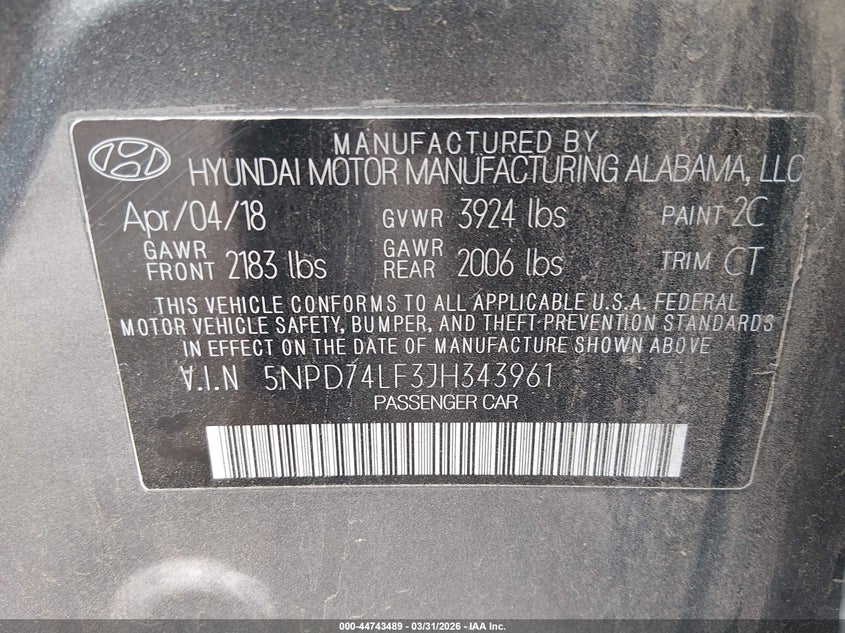 MANUFACTURED BY
HYUNDAI MOTOR MANUFACTURING ALABAMA, LLC
Apr/04/18 GVWR 3924 lbs PAINT 2C
GAWR FRONT 2183 lbs GAWR REAR 2006 lbs TRIM CT
THIS VEHICLE CONFORMS TO ALL APPLICABLE U.S.A. FEDERAL
MOTOR VEHICLE SAFETY, BUMPER, AND THEFT PREVENTION STANDARDS
IN EFFECT ON THE DATE OF MANUFACTURE SHOWN ABOVE
V.I.N 5NPD74LF3JH343961
PASSENGER CAR
000-44743489 - 03/31/2026 - IAA Inc.